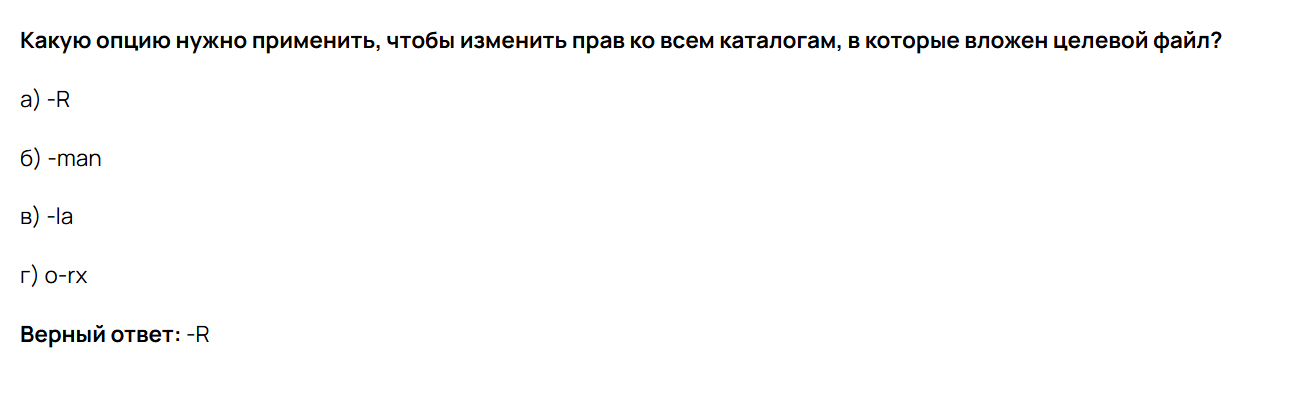 Какую опцию нужно применить, чтобы изменить прав ко всем каталогам, в которые вложен целевой файл?
а) -R
б) -man
в) -la
г) o-rx
Верный ответ: -R